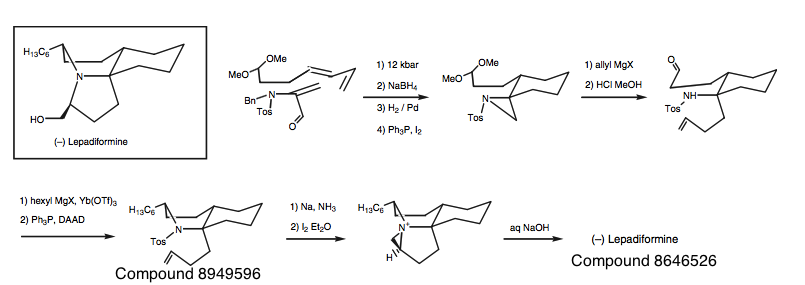 H₁₃C₆
N
HO
(–) Lepadiformine
OMe
MeO
Bn
N
Tos
O
1) 12 kbar
2) NaBH₄
3) H₂ / Pd
4) Ph₃P, I₂
OMe
MeO
N
Tos
1) allyl MgX
2) HCl MeOH
O
NH
Tos
1) hexyl MgX, Yb(OTf)₃
2) Ph₃P, DAAD
H₁₃C₆
N
Tos
Compound 8949596
1) Na, NH₃
2) I₂ Et₂O
H₁₃C₆
N⁺
H
aq NaOH
(–) Lepadiformine
Compound 8646526